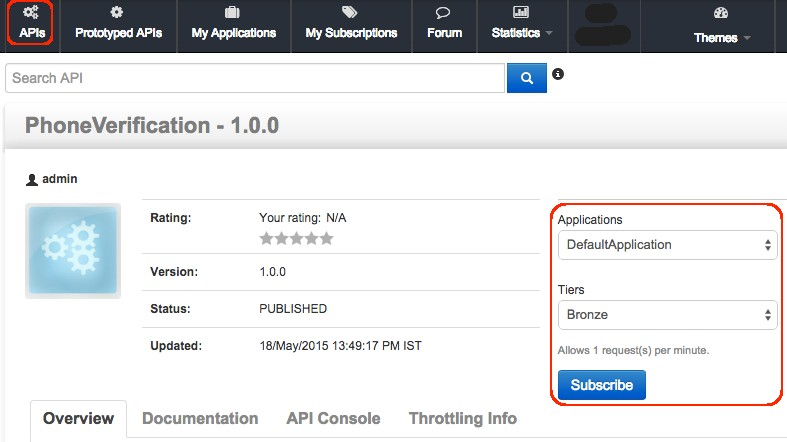 APIs
Prototyped APIs
My Applications
My Subscriptions
Forum
Statistics
Themes
Search API
PhoneVerification - 1.0.0
admin
Rating:
Your rating: N/A
Version:
1.0.0
Status:
PUBLISHED
Updated:
18/May/2015 13:49:17 PM IST
Applications
DefaultApplication
Tiers
Bronze
Allows 1 request(s) per minute.
Subscribe
Overview
Documentation
API Console
Throttling Info